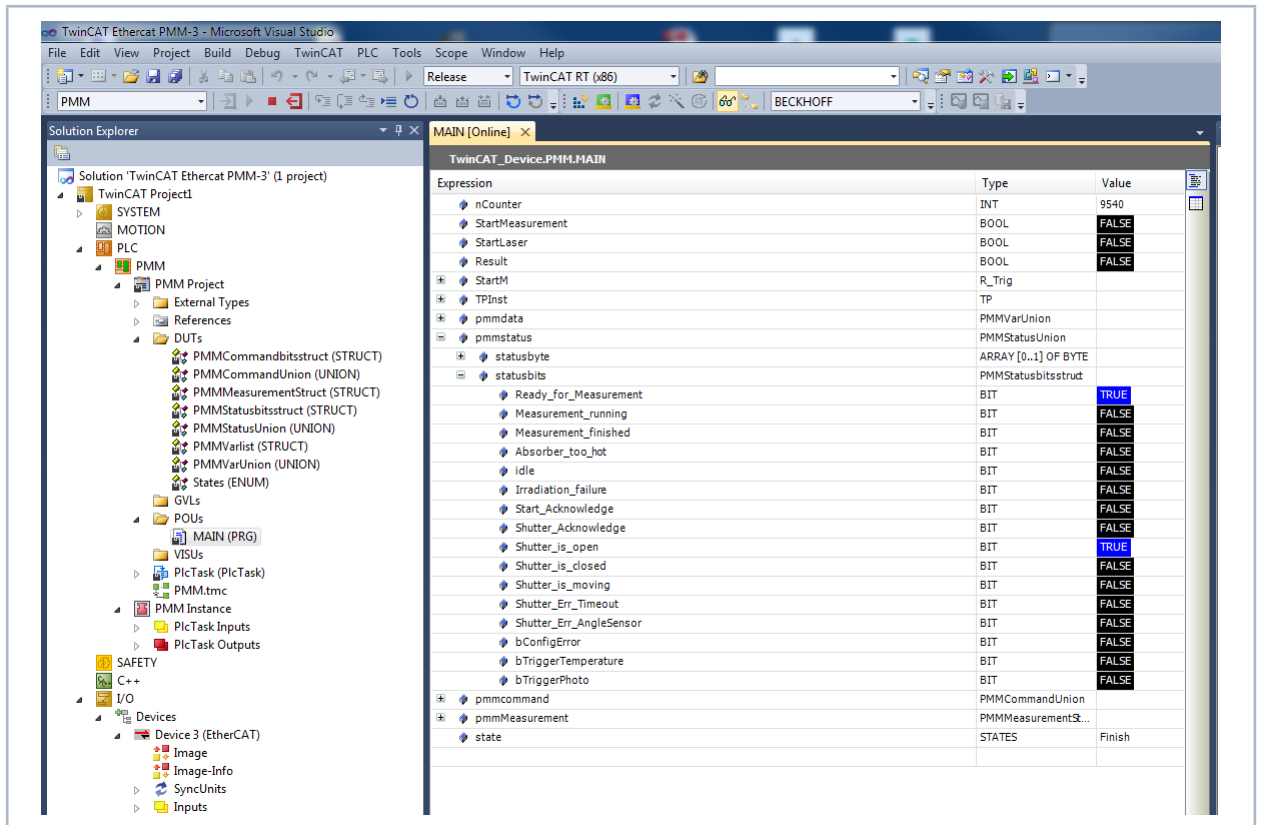 TwinCAT Ethercat PMM-3 - Microsoft Visual Studio
File Edit View Project Build Debug TwinCAT PLC Tools Scope Window Help
Release TwinCAT RT (x86)
PMM BECKHOFF
Solution Explorer
Solution 'TwinCAT Ethercat PMM-3' (1 project)
TwinCAT Project1
SYSTEM
MOTION
PLC
PMM
PMM Project
External Types
References
DUTs
PMMCommandbitsstruct (STRUCT)
PMMCommandUnion (UNION)
PMMMeasurementStruct (STRUCT)
PMMStatusbitsstruct (STRUCT)
PMMStatusUnion (UNION)
PMMVarlist (STRUCT)
PMMVarUnion (UNION)
States (ENUM)
GVLs
POUs
MAIN (PRG)
VISUs
PlcTask (PlcTask)
PMM.tmc
PMM Instance
PlcTask Inputs
PlcTask Outputs
SAFETY
C++
I/O
Devices
Device 3 (EtherCAT)
Image
Image-Info
SyncUnits
Inputs
MAIN [Online]
TwinCAT_Device.PMM.MAIN
Expression Type Value
nCounter INT 9540
StartMeasurement BOOL FALSE
StartLaser BOOL FALSE
Result BOOL FALSE
StartM R_Trig
TPInst TP
pmmdata PMMVarUnion
pmmstatus PMMStatusUnion
statusbyte ARRAY [0..1] OF BYTE
statusbits PMMStatusbitsstruct
Ready_for_Measurement BIT TRUE
Measurement_running BIT FALSE
Measurement_finished BIT FALSE
Absorber_too_hot BIT FALSE
idle BIT FALSE
Irradiation_failure BIT FALSE
Start_Acknowledge BIT FALSE
Shutter_Acknowledge BIT FALSE
Shutter_is_open BIT TRUE
Shutter_is_closed BIT FALSE
Shutter_is_moving BIT FALSE
Shutter_Err_Timeout BIT FALSE
Shutter_Err_AngleSensor BIT FALSE
bConfigError BIT FALSE
bTriggerTemperature BIT FALSE
bTriggerPhoto BIT FALSE
pmmcommand PMMCommandUnion
pmmMeasurement PMMMeasurementSt...
state STATES Finish